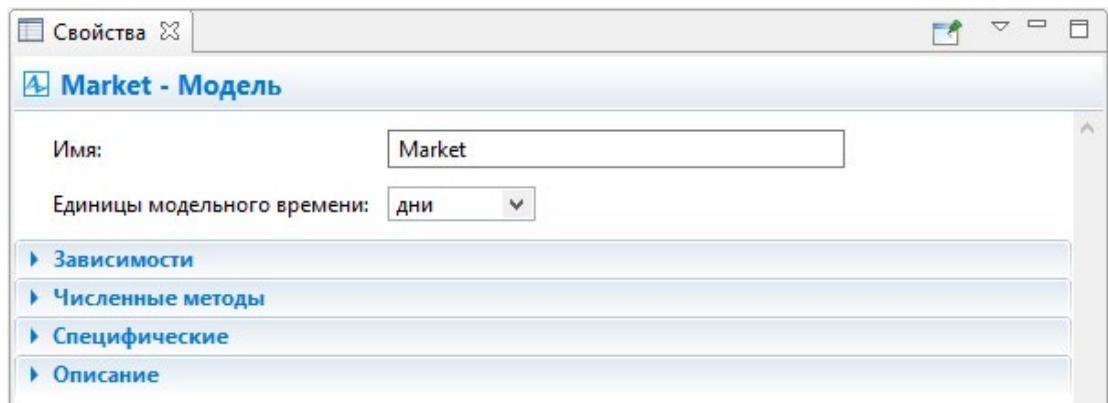 Свойства
Market - Модель
Имя: Market
Единицы модельного времени: дни
Зависимости
Численные методы
Специфические
Описание